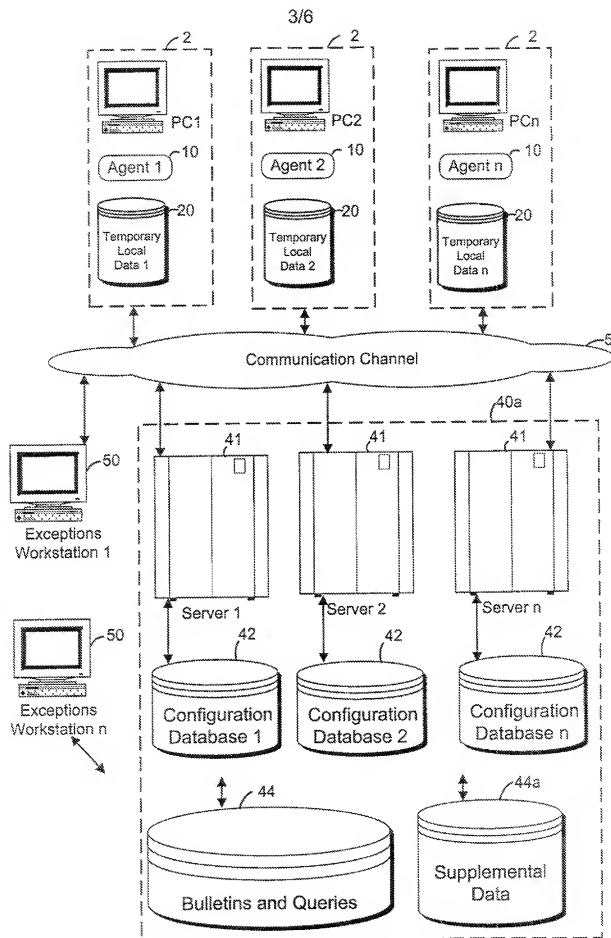 3/6
2
2
2
PC1
PC2
PCn
10
10
10
Agent 1
Agent 2
Agent n
20
20
20
Temporary
Local
Data 1
Temporary
Local
Data 2
Temporary
Local
Data n
5
Communication Channel
40a
50
41
41
41
Exceptions
Workstation 1
Server 1
Server 2
Server n
50
42
42
42
Exceptions
Workstation n
Configuration
Database 1
Configuration
Database 2
Configuration
Database n
44
44a
Bulletins and Queries
Supplemental
Data